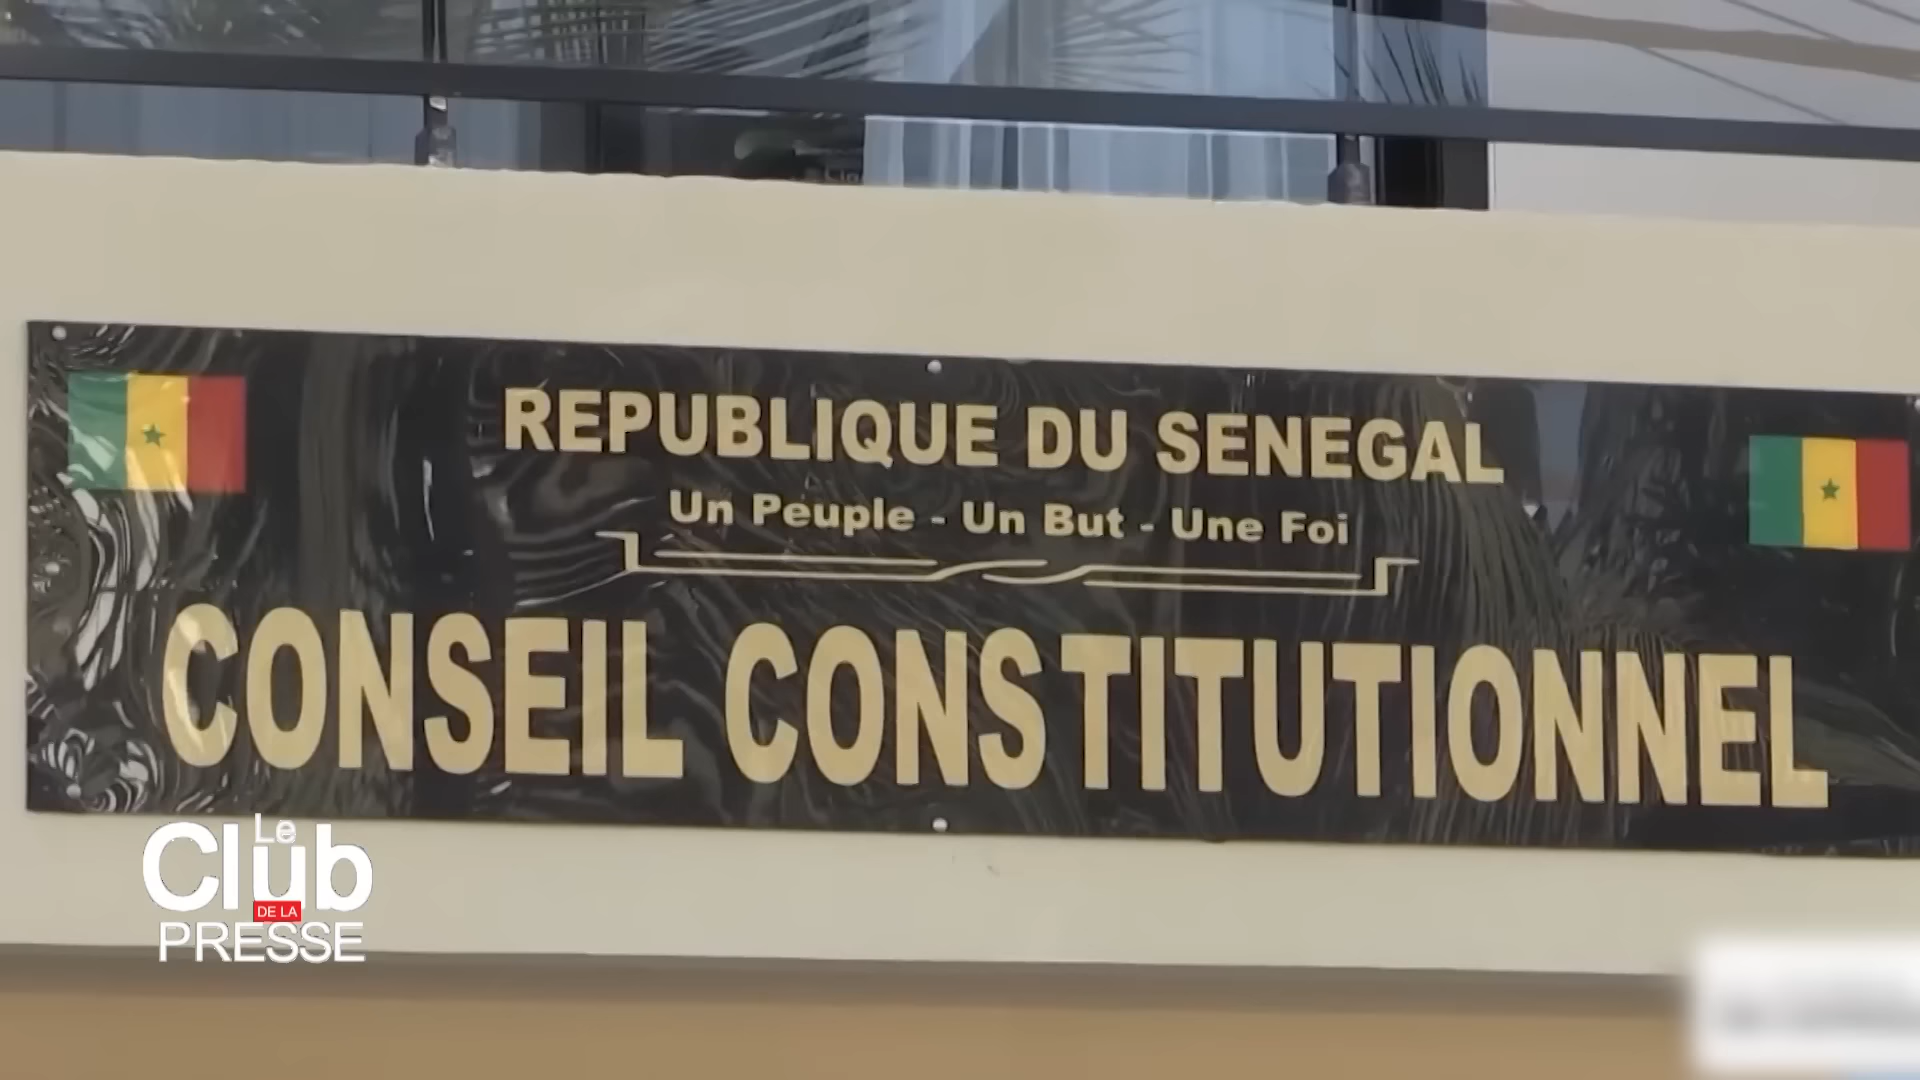 REPUBLIQUE DU SENEGAL
Un Peuple - Un But - Une Foi
CONSEIL CONSTITUTIONNEL
Le
Club
DE LA
PRESSE